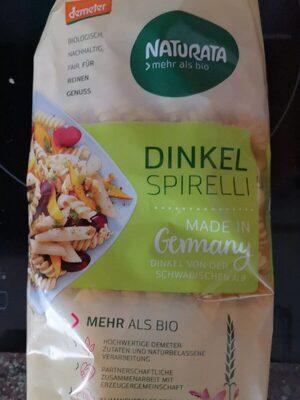 demeter
BIOLOGISCH,
NACHHALTIG,
FAIR. FÜR
REINEN
GENUSS
NATURATA
mehr als bio
DINKEL
SPIRELLI
MADE IN
Germany
DINKEL VON DER
SCHWÄBISCHEN ALB
MEHR ALS BIO
HOCHWERTIGE DEMETER-
ZUTATEN UND NATURBELASSENE
VERARBEITUNG
PARTNERSCHAFTLICHE
ZUSAMMENARBEIT MIT
ERZEUGERGEMEINSCHAFT